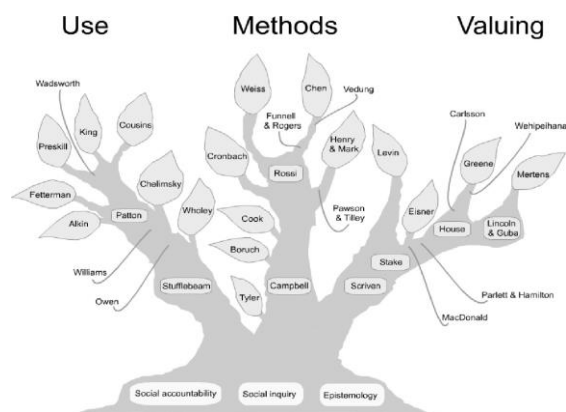 Use
Methods
Valuing
Wadsworth
King
Cousins
Preskill
Fetterman
Alkin
Patton
Chelimsky
Wholey
Williams
Owen
Stufflebeam
Weiss
Chen
Vedung
Funnell
& Rogers
Cronbach
Rossi
Henry
& Mark
Cook
Pawson
& Tilley
Boruch
Tyler
Campbell
Levin
Eisner
Carlsson
Greene
Wehipeihana
Mertens
House
Lincoln
& Guba
Stake
Scriven
Parlett & Hamilton
MacDonald
Social accountability
Social inquiry
Epistemology